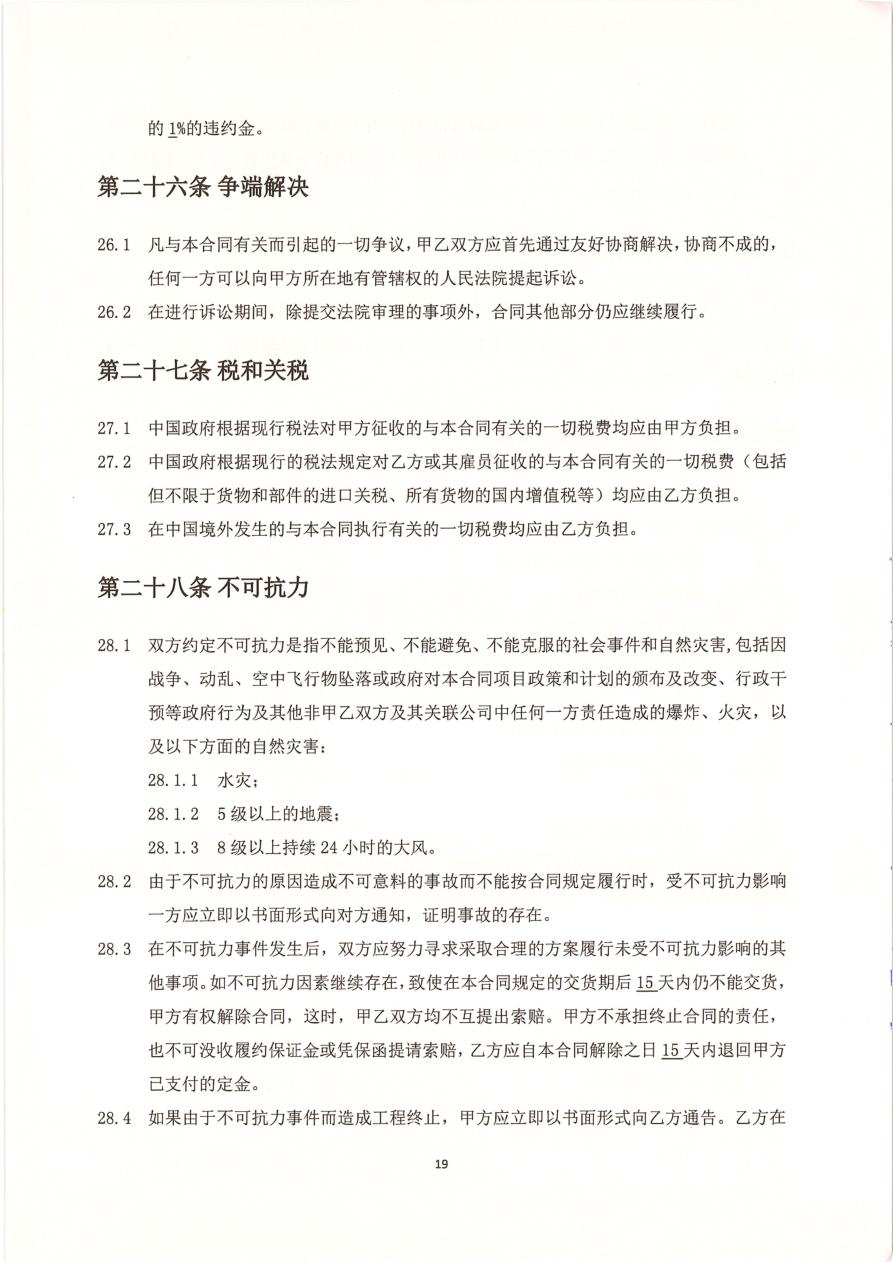 的 1%的违约金。
第二十六条 争端解决
26.1 凡与本合同有关而引起的一切争议，甲乙双方应首先通过友好协商解决，协商不成的，
任何一方可以向甲方所在地有管辖权的人民法院提起诉讼。
26.2 在进行诉讼期间，除提交法院审理的事项外，合同其他部分仍应继续履行。
第二十七条 税和关税
27.1 中国政府根据现行税法对甲方征收的与本合同有关的一切税费均应由甲方负担。
27.2 中国政府根据现行的税法规定对乙方或其雇员征收的与本合同有关的一切税费（包括
但不限于货物和部件的进口关税、所有货物的国内增值税等）均应由乙方负担。
27.3 在中国境外发生的与本合同执行有关的一切税费均应由乙方负担。
第二十八条 不可抗力
28.1 双方约定不可抗力是指不能预见、不能避免、不能克服的社会事件和自然灾害,包括因
战争、动乱、空中飞行物坠落或政府对本合同项目政策和计划的颁布及改变、行政干
预等政府行为及其他非甲乙双方及其关联公司中任何一方责任造成的爆炸、火灾，以
及以下方面的自然灾害：
28.1.1 水灾；
28.1.2 5 级以上的地震；
28.1.3 8 级以上持续 24 小时的大风。
28.2 由于不可抗力的原因造成不可意料的事故而不能按合同规定履行时，受不可抗力影响
一方应立即以书面形式向对方通知，证明事故的存在。
28.3 在不可抗力事件发生后，双方应努力寻求采取合理的方案履行未受不可抗力影响的其
他事项。如不可抗力因素继续存在，致使在本合同规定的交货期后 15 天内仍不能交货，
甲方有权解除合同，这时，甲乙双方均不互提出索赔。甲方不承担终止合同的责任，
也不可没收履约保证金或凭保函提请索赔，乙方应自本合同解除之日 15 天内退回甲方
已支付的定金。
28.4 如果由于不可抗力事件而造成工程终止，甲方应立即以书面形式向乙方通告。乙方在
19